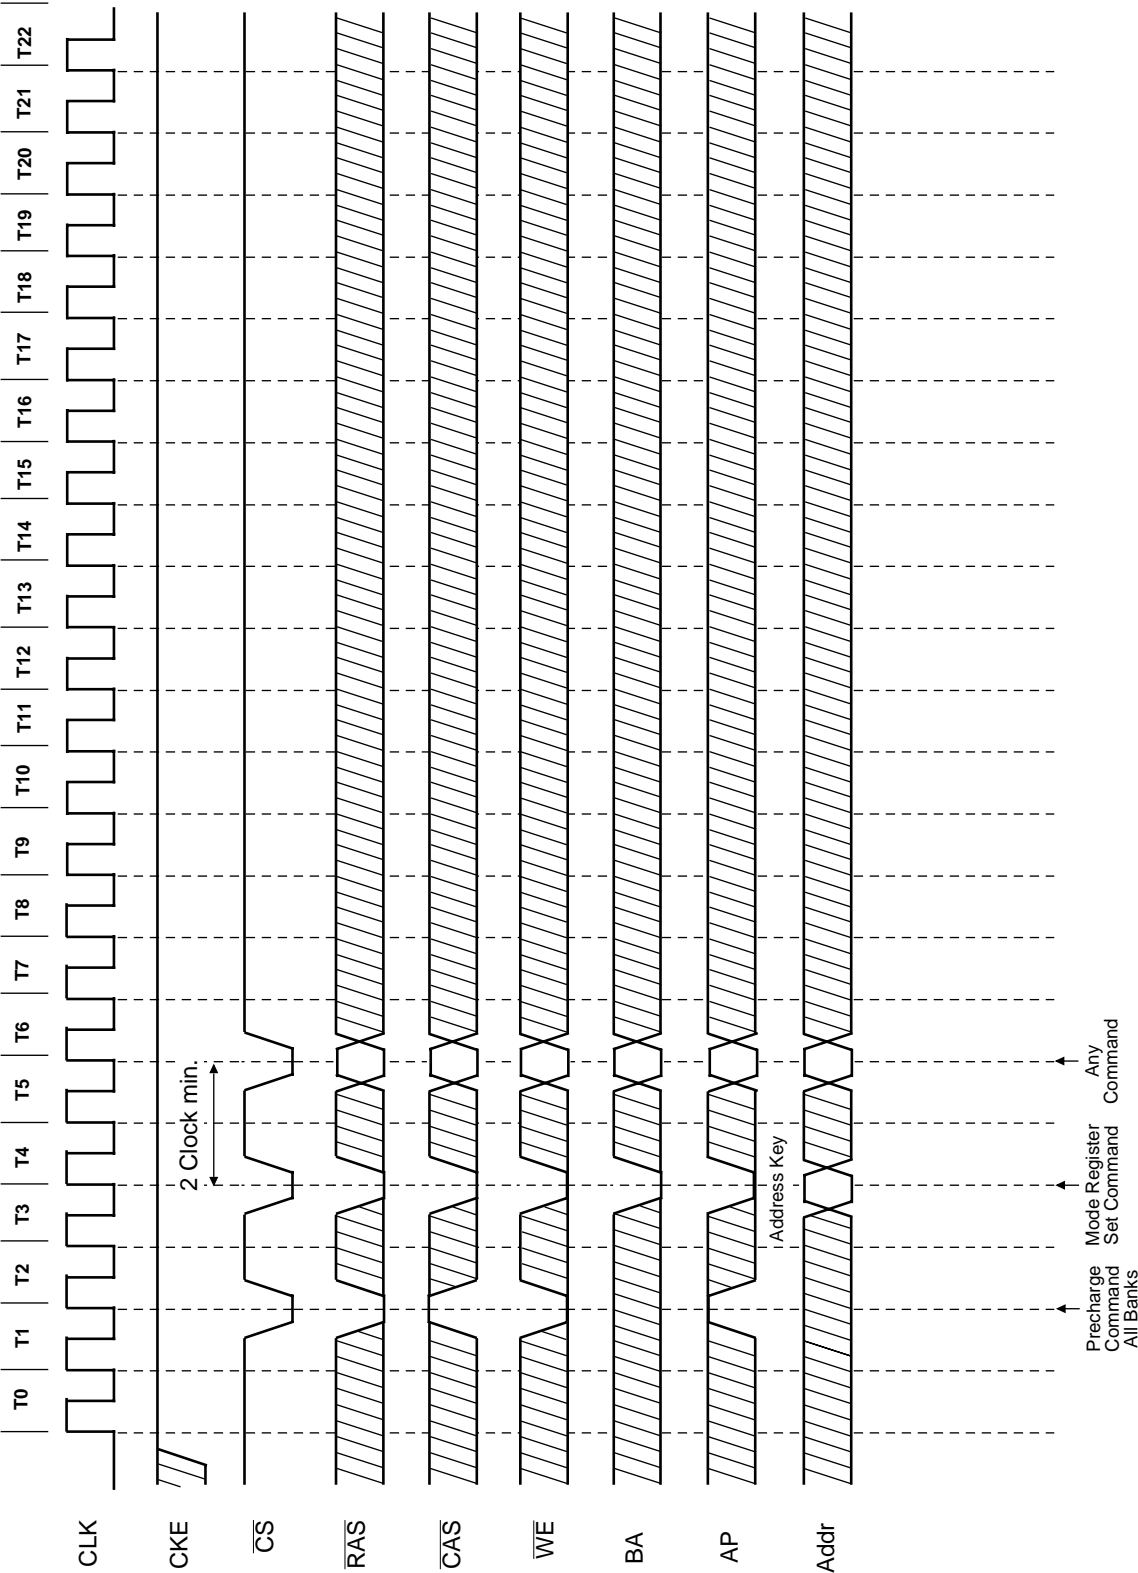 T0 T1 T2 T3 T4 T5 T6 T7 T8 T9 T10 T11 T12 T13 T14 T15 T16 T17 T18 T19 T20 T21 T22
CLK
CKE
CS
2 Clock min.
RAS
CAS
WE
BA
AP
Address Key
Addr
Precharge
Command
All Banks
Mode Register
Set Command
Any
Command